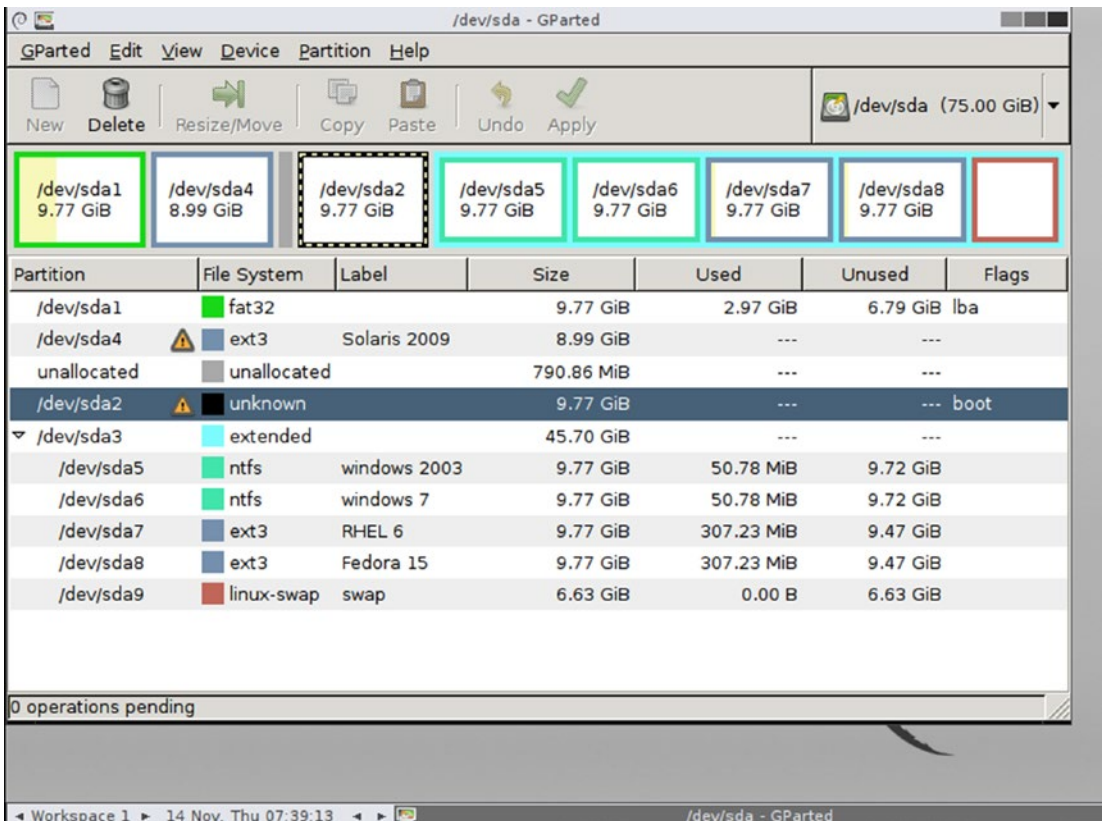 /dev/sda - GParted
GParted Edit View Device Partition Help
New Delete Resize/Move Copy Paste Undo Apply /dev/sda (75.00 GiB)
/dev/sda1 /dev/sda4 /dev/sda2 /dev/sda5 /dev/sda6 /dev/sda7 /dev/sda8
9.77 GiB 8.99 GiB 9.77 GiB 9.77 GiB 9.77 GiB 9.77 GiB 9.77 GiB
Partition File System Label Size Used Unused Flags
/dev/sda1 fat32 9.77 GiB 2.97 GiB 6.79 GiB lba
/dev/sda4 ext3 Solaris 2009 8.99 GiB --- ---
unallocated unallocated 790.86 MiB --- ---
/dev/sda2 unknown 9.77 GiB --- --- boot
/dev/sda3 extended 45.70 GiB --- ---
/dev/sda5 ntfs windows 2003 9.77 GiB 50.78 MiB 9.72 GiB
/dev/sda6 ntfs windows 7 9.77 GiB 50.78 MiB 9.72 GiB
/dev/sda7 ext3 RHEL 6 9.77 GiB 307.23 MiB 9.47 GiB
/dev/sda8 ext3 Fedora 15 9.77 GiB 307.23 MiB 9.47 GiB
/dev/sda9 linux-swap swap 6.63 GiB 0.00 B 6.63 GiB
0 operations pending
Workspace 1 14 Nov, Thu 07:39:13 /dev/sda - GParted